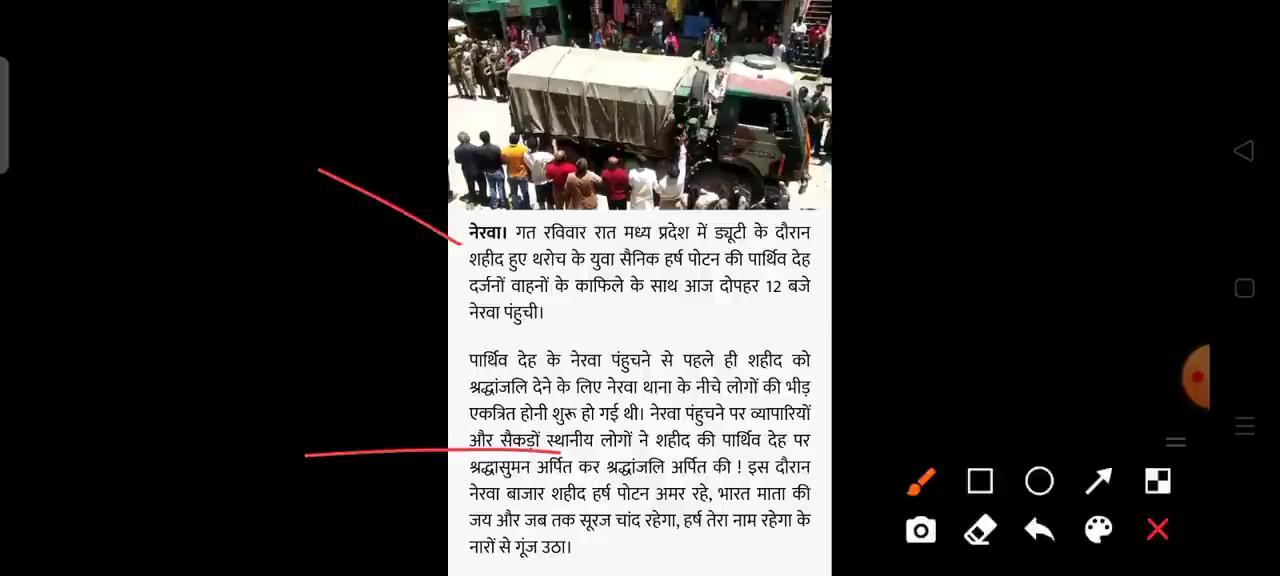 नेरवा। गत रविवार रात मध्य प्रदेश में ड्यूटी के दौरान
शहीद हुए थरोच के युवा सैनिक हर्ष पोटन की पार्थिव देह
दर्जनों वाहनों के काफिले के साथ आज दोपहर 12 बजे
नेरवा पंहुची।
पार्थिव देह के नेरवा पंहुचने से पहले ही शहीद को
श्रद्धांजलि देने के लिए नेरवा थाना के नीचे लोगों की भीड़
एकत्रित होनी शुरू हो गई थी। नेरवा पंहुचने पर व्यापारियों
और सैकड़ों स्थानीय लोगों ने शहीद की पार्थिव देह पर
श्रद्धासुमन अर्पित कर श्रद्धांजलि अर्पित की ! इस दौरान
नेरवा बाजार शहीद हर्ष पोटन अमर रहे, भारत माता की
जय और जब तक सूरज चांद रहेगा, हर्ष तेरा नाम रहेगा के
नारों से गूंज उठा।